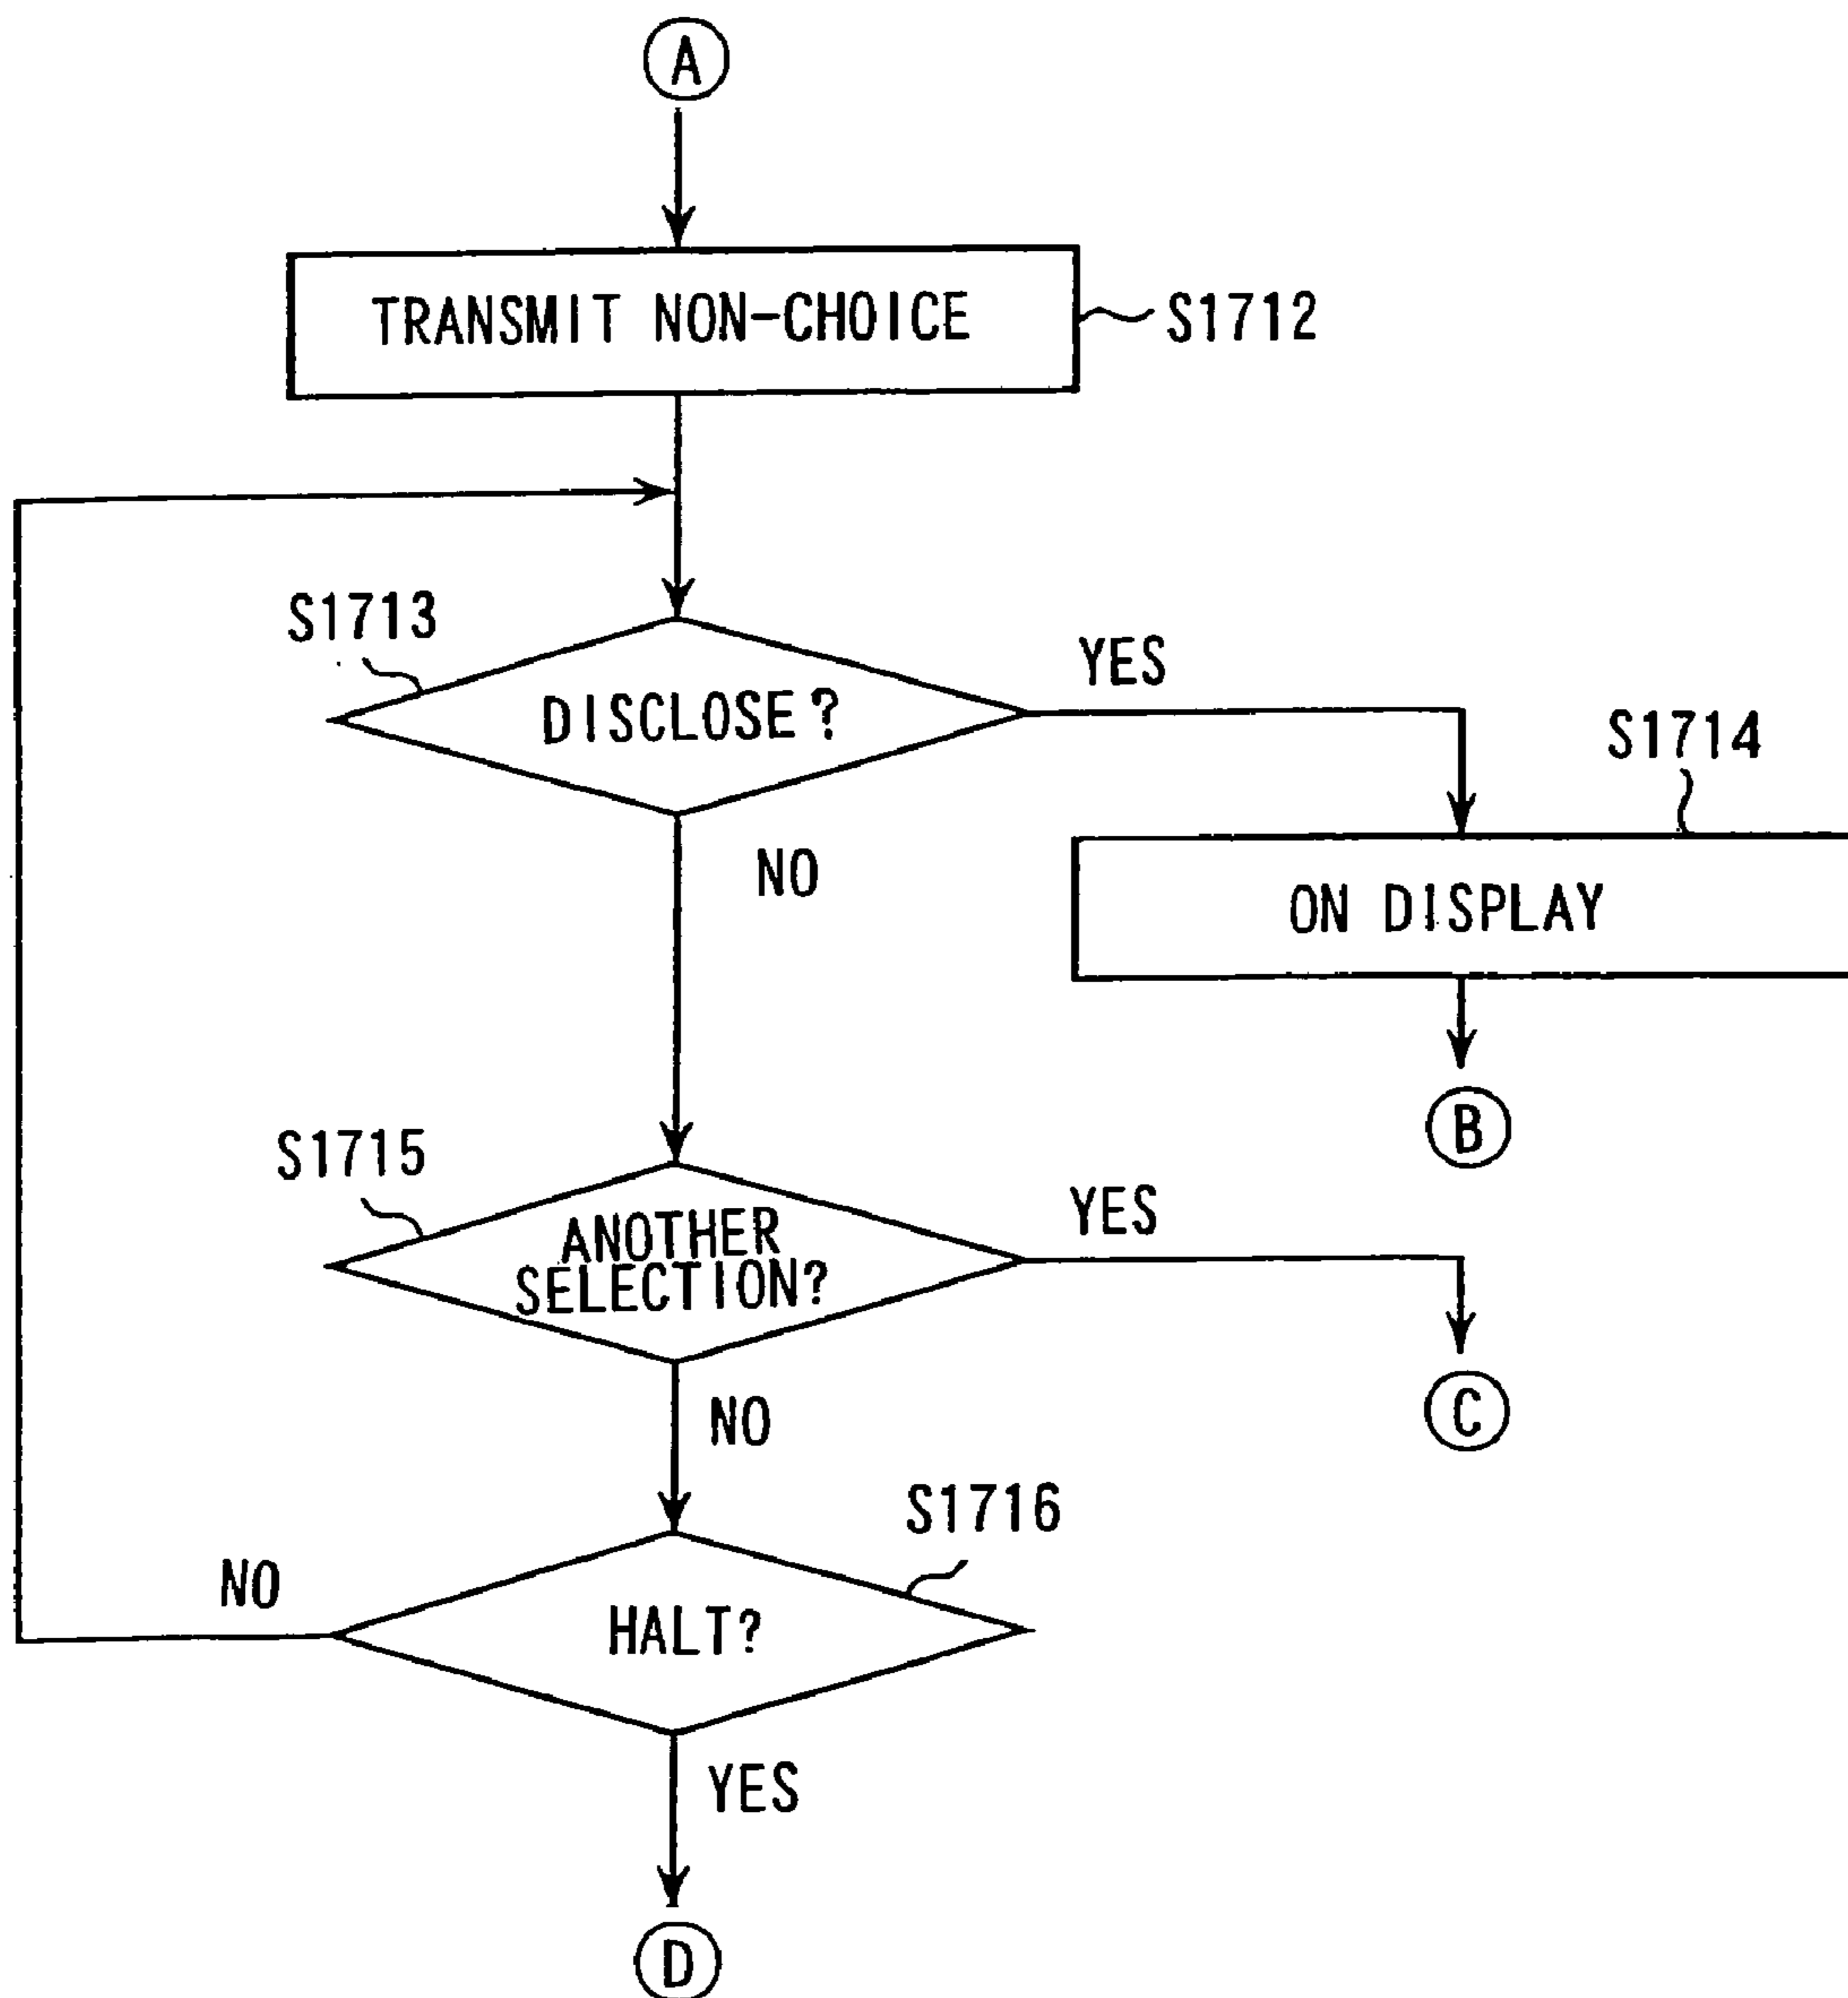 A
TRANSMIT NON-CHOICE
S1712
S1713
DISCLOSE?
YES
S1714
NO
ON DISPLAY
B
S1715
ANOTHER
SELECTION?
YES
C
NO
S1716
NO
HALT?
YES
D